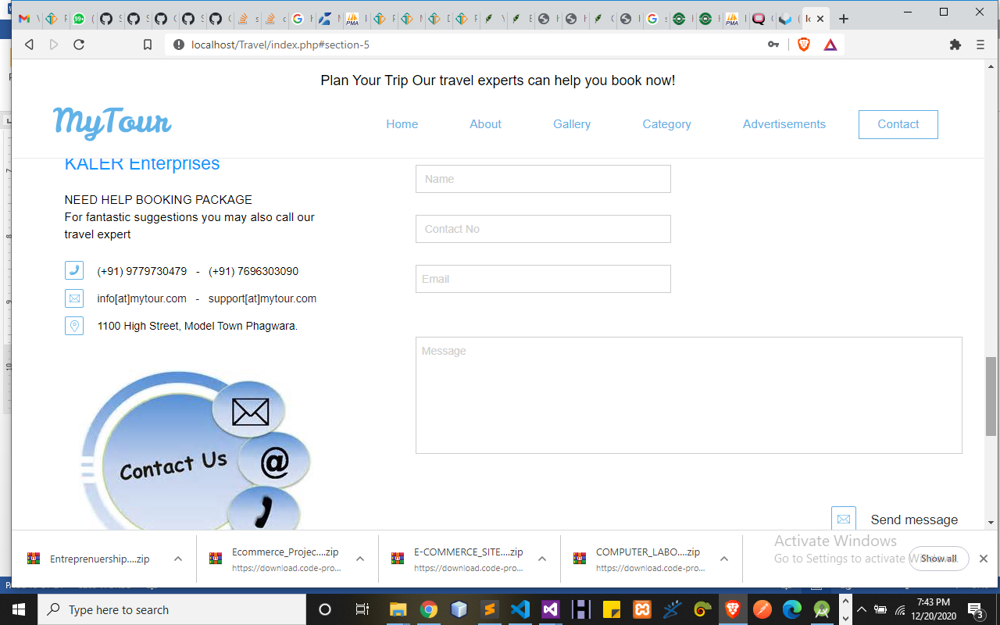 localhost/Travel/index.php#section-5
Plan Your Trip Our travel experts can help you book now!
MyTour
Home
About
Gallery
Category
Advertisements
Contact
KALER Enterprises
NEED HELP BOOKING PACKAGE
For fantastic suggestions you may also call our
travel expert
(+91) 9779730479 - (+91) 7696303090
info[at]mytour.com - support[at]mytour.com
1100 High Street, Model Town Phagwara.
Contact Us
@
Name
Contact No
Email
Message
Send message
Activate Windows
Go to Settings to activate Windows.
Entreprenuership....zip
Ecommerce_Projec....zip
https://download.code-pro...
E-COMMERCE_SITE....zip
https://download.code-pro...
COMPUTER_LABO....zip
https://download.code-pro...
Show all
Type here to search
7:43 PM
12/20/2020
3